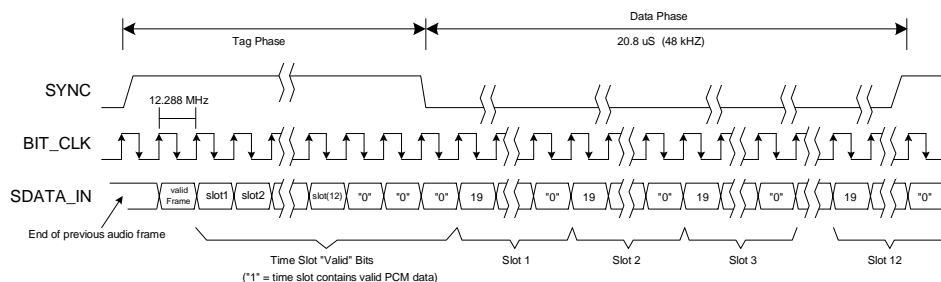 Data Phase
Tag Phase
20.8 uS (48 kHZ)
SYNC
12.288 MHz
BIT_CLK
SDATA_IN
valid
Frame
slot1 slot2 slot(12) "0" "0" "0" 19 "0" 19 "0" 19 "0" 19 "0"
End of previous audio frame
Time Slot "Valid" Bits
("1" = time slot contains valid PCM data)
Slot 1
Slot 2
Slot 3
Slot 12